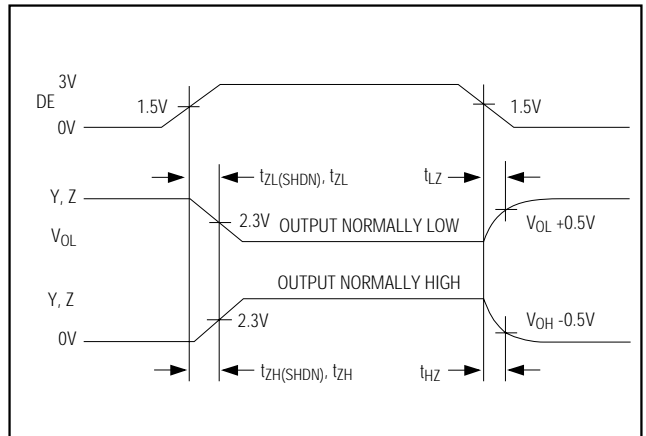 3V
DE
1.5V
1.5V
0V
tZL(SHDN), tZL
tLZ
Y, Z
2.3V
OUTPUT NORMALLY LOW
VOL +0.5V
VOL
OUTPUT NORMALLY HIGH
Y, Z
2.3V
VOH -0.5V
0V
tZH(SHDN), tZH
tHZ